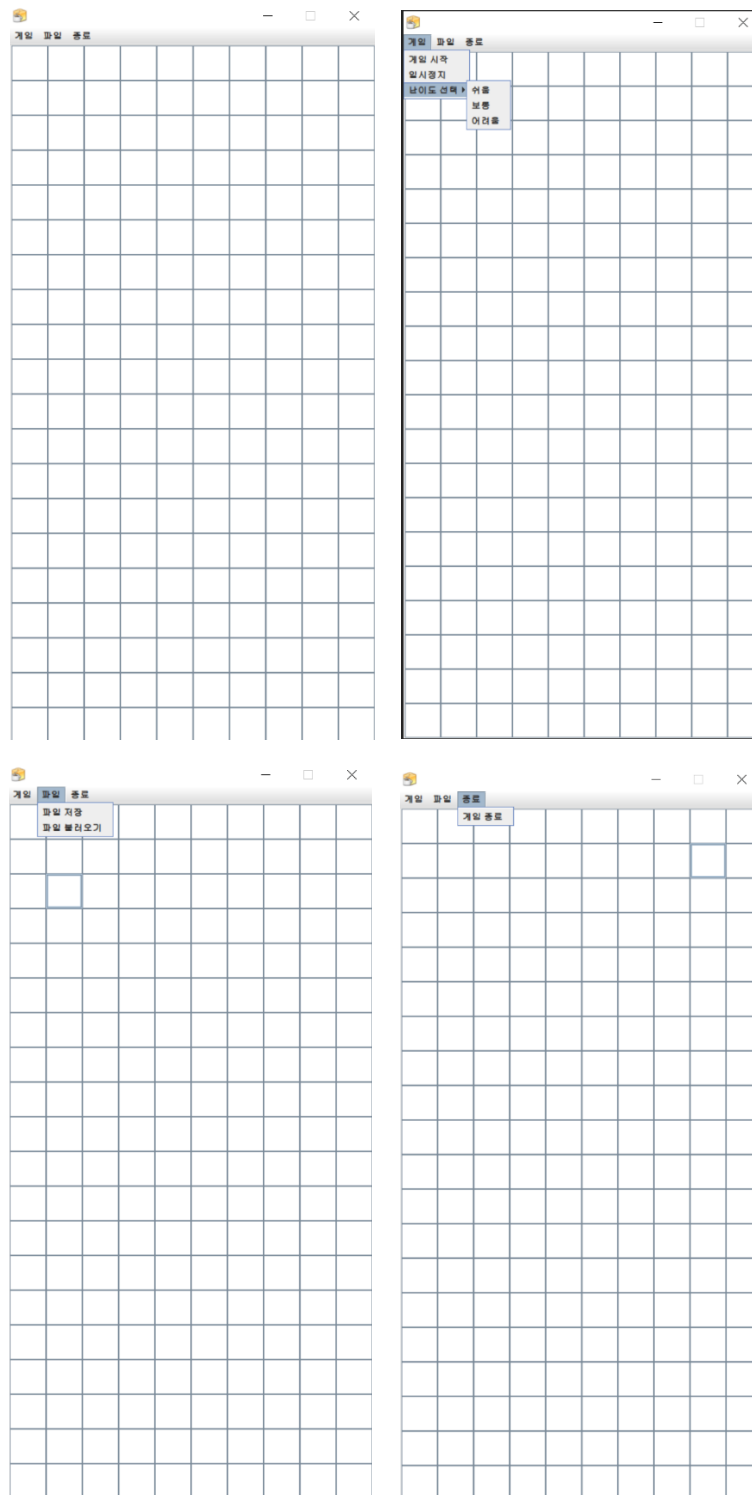 게임 파일 종료
게임 파일 종료
게임 시작
일시정지
난이도 선택 쉬움
보통
어려움
게임 파일 종료
파일 저장
파일 불러오기
게임 파일 종료
게임 종료